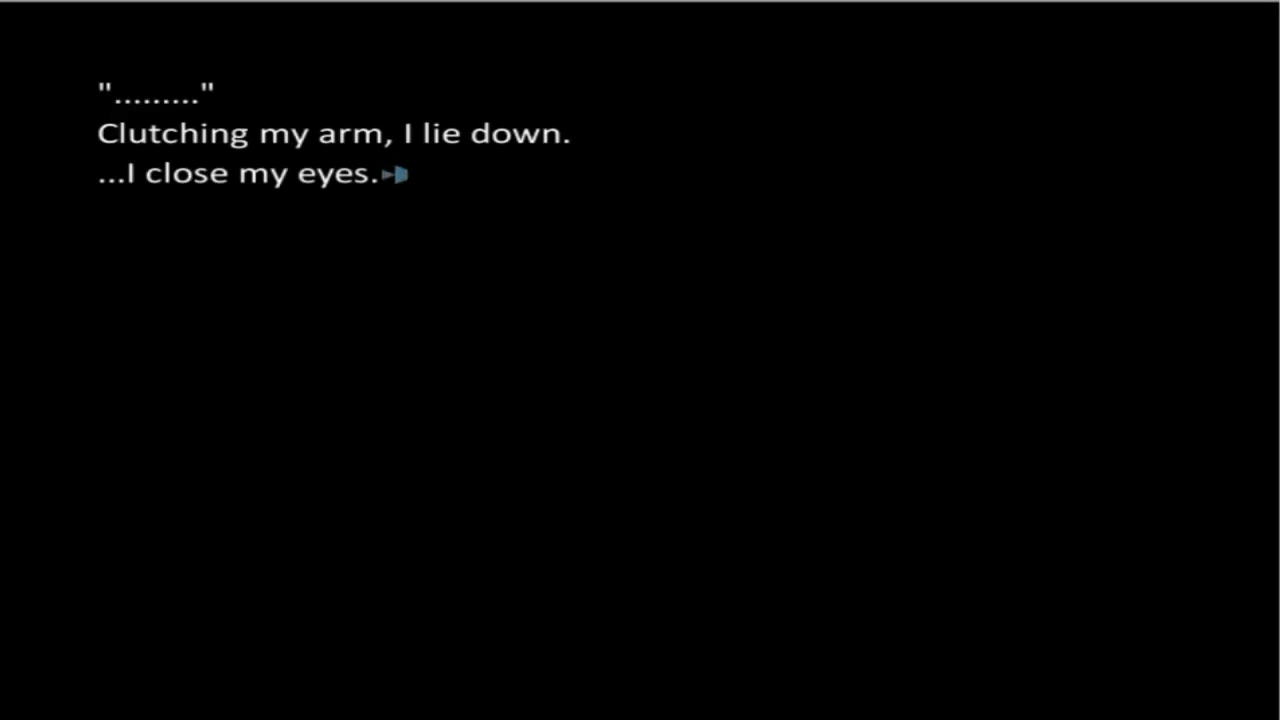 "........."
Clutching my arm, I lie down.
...I close my eyes.